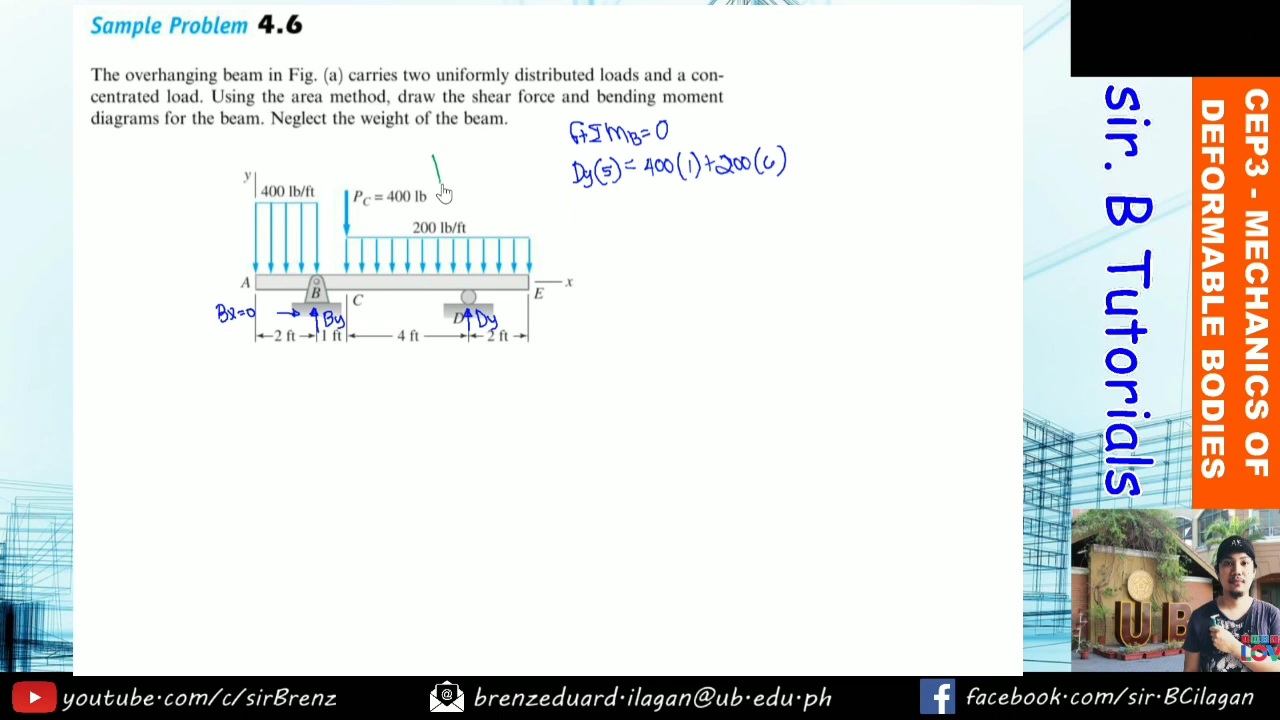 Sample Problem 4.6
The overhanging beam in Fig. (a) carries two uniformly distributed loads and a con-
centrated load. Using the area method, draw the shear force and bending moment
diagrams for the beam. Neglect the weight of the beam.
+ΣMB=0
Dy(5)=400(1)+200(6)
y
400 lb/ft
PC = 400 lb
200 lb/ft
A
B
C
D
E
x
Bx=0
By
Dy
2 ft
1 ft
4 ft
2 ft
sir. B Tutorials
CEP3 - MECHANICS OF
DEFORMABLE BODIES
UB
youtube.com/c/sirBrenz
brenzeduard.ilagan@ub.edu.ph
facebook.com/sir.BCilagan